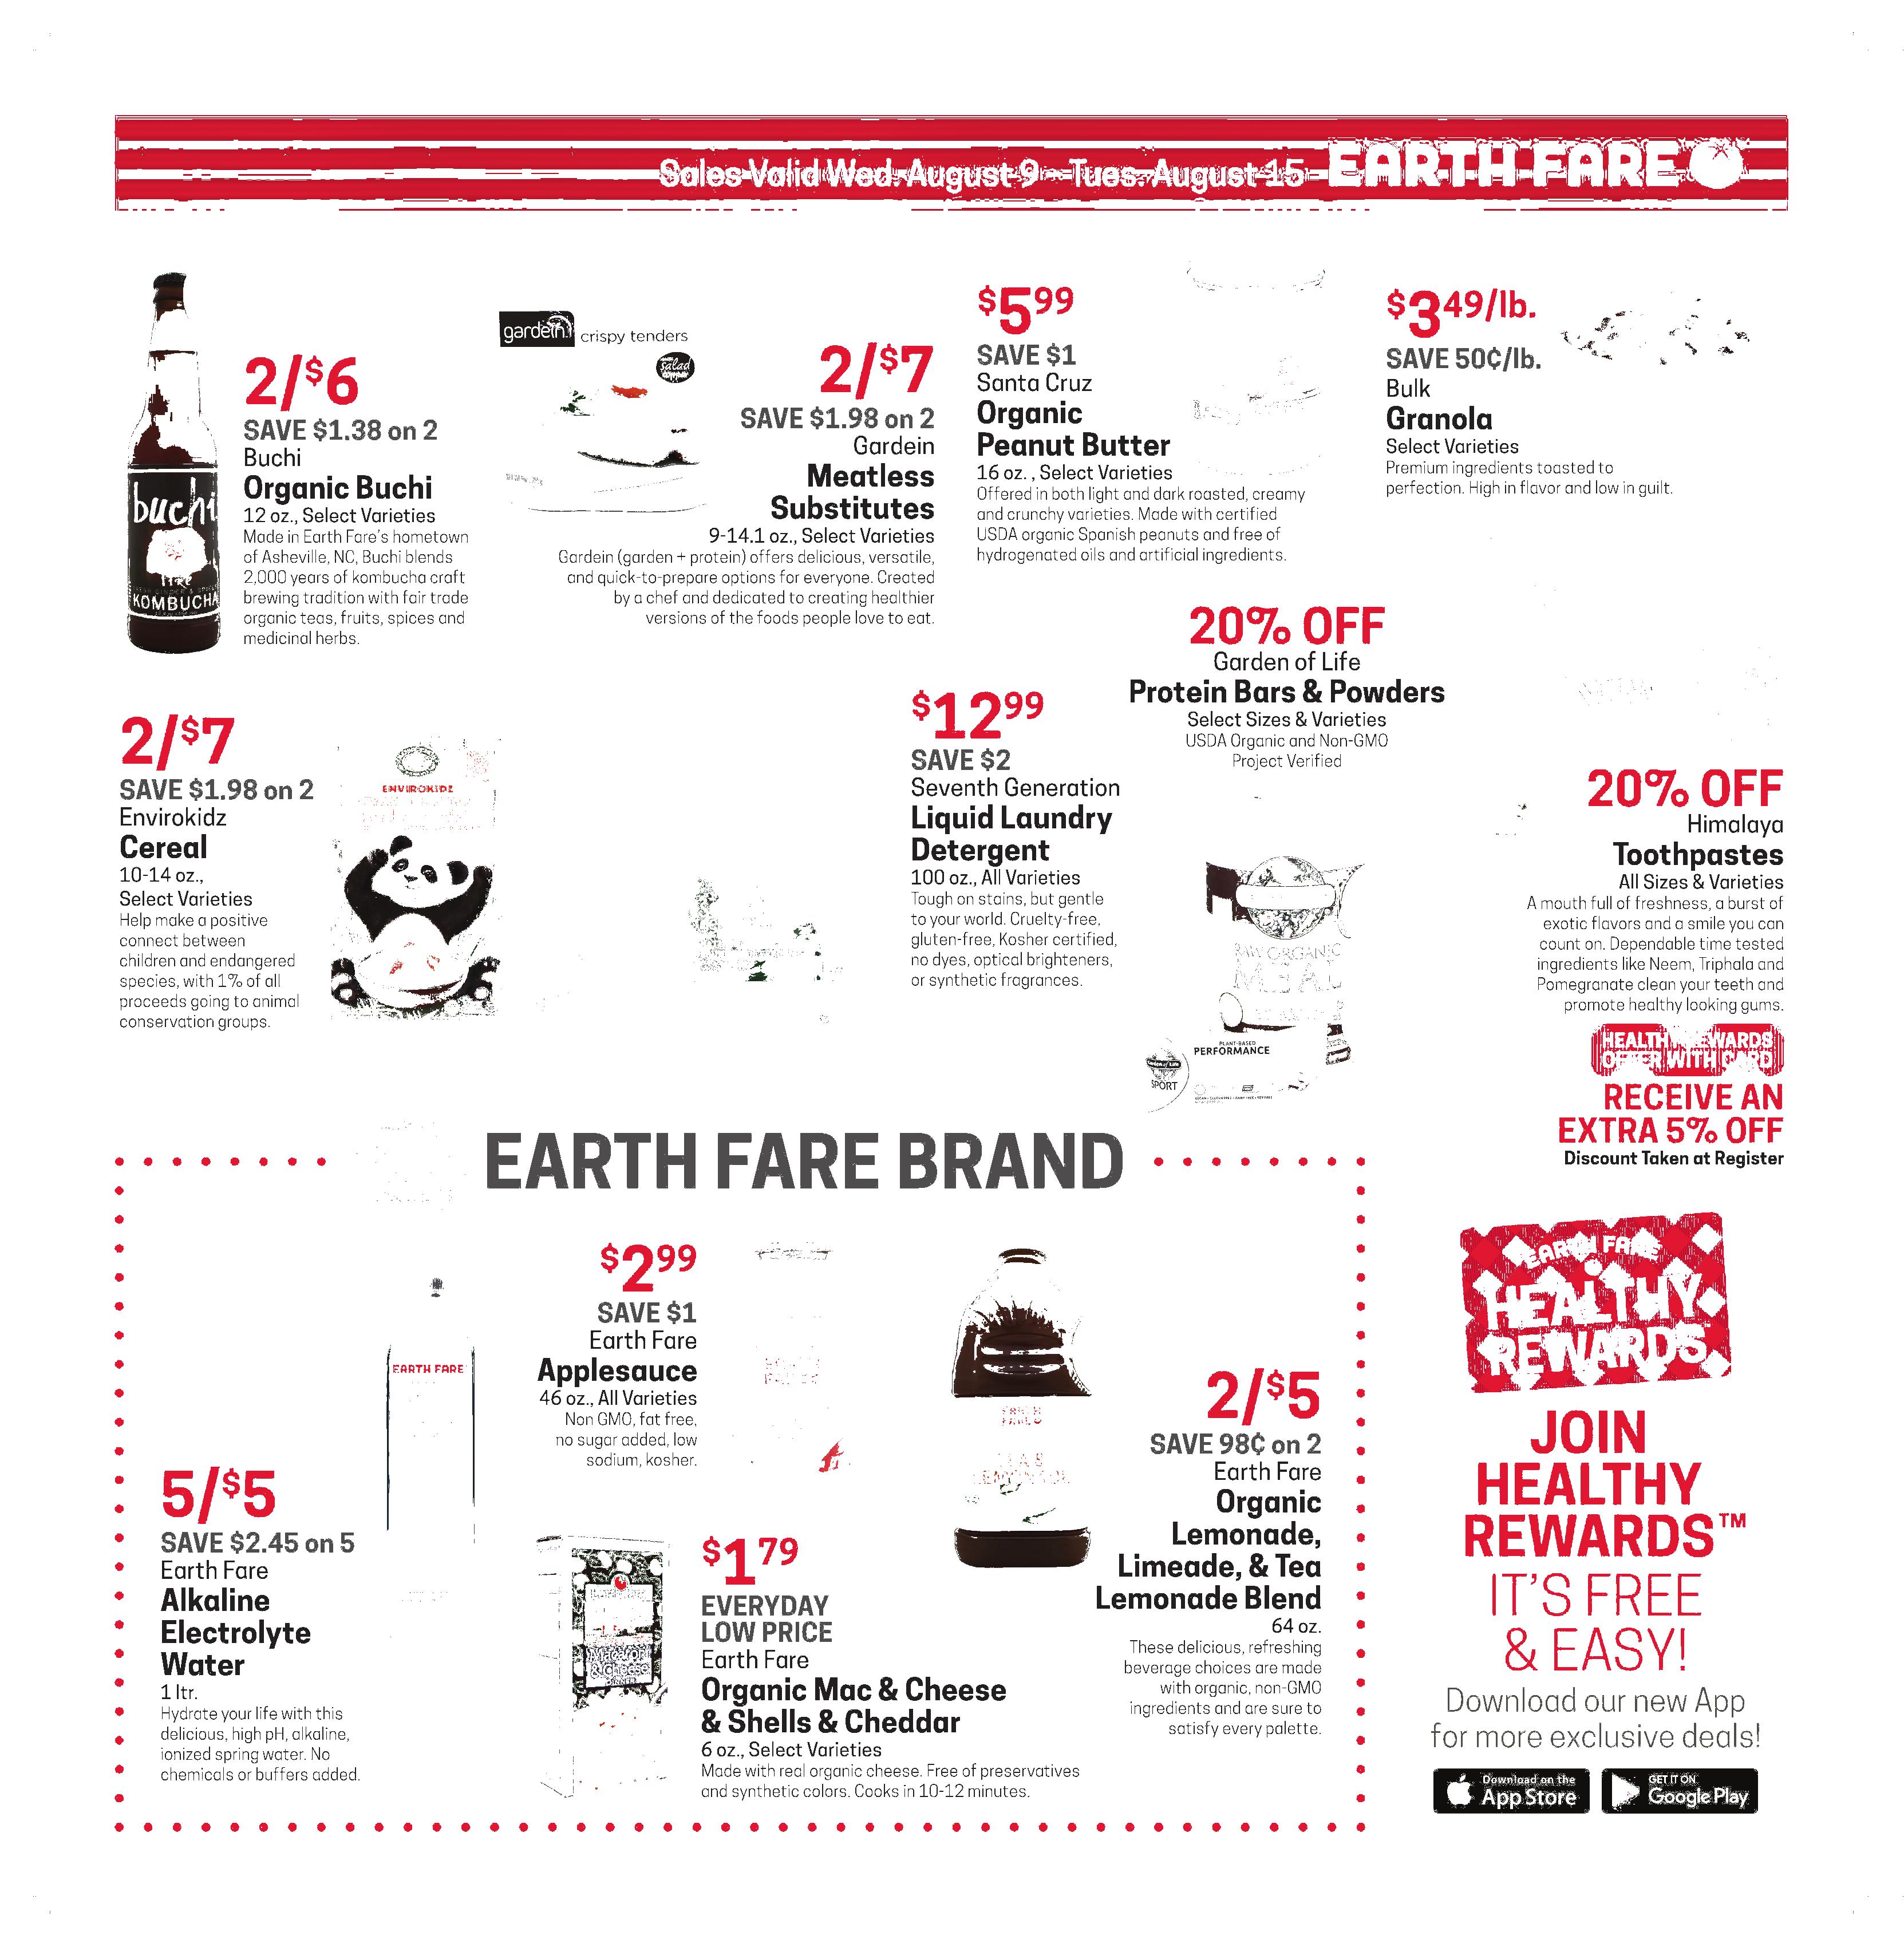 Sales Valid Wed. August 9 - Tues. August 15 EARTH FARE
buchi
fire
KOMBUCHA
2/$6
SAVE $1.38 on 2
Buchi
Organic Buchi
12 oz., Select Varieties
Made in Earth Fare's hometown
of Asheville, NC, Buchi blends
2,000 years of kombucha craft
brewing tradition with fair trade
organic teas, fruits, spices and
medicinal herbs.
gardein crispy tenders
2/$7
SAVE $1.98 on 2
Gardein
Meatless
Substitutes
9-14.1 oz., Select Varieties
Gardein (garden + protein) offers delicious, versatile,
and quick-to-prepare options for everyone. Created
by a chef and dedicated to creating healthier
versions of the foods people love to eat.
$5.99
SAVE $1
Santa Cruz
Organic
Peanut Butter
16 oz. , Select Varieties
Offered in both light and dark roasted, creamy
and crunchy varieties. Made with certified
USDA organic Spanish peanuts and free of
hydrogenated oils and artificial ingredients.
$3.49/lb.
SAVE 50¢/lb.
Bulk
Granola
Select Varieties
Premium ingredients toasted to
perfection. High in flavor and low in guilt.
2/$7
SAVE $1.98 on 2
Envirokidz
Cereal
10-14 oz.,
Select Varieties
Help make a positive
connect between
children and endangered
species, with 1% of all
proceeds going to animal
conservation groups.
ENVIROKIDZ
$12.99
SAVE $2
Seventh Generation
Liquid Laundry
Detergent
100 oz., All Varieties
Tough on stains, but gentle
to your world. Cruelty-free,
gluten-free, Kosher certified,
no dyes, optical brighteners,
or synthetic fragrances.
20% OFF
Garden of Life
Protein Bars & Powders
Select Sizes & Varieties
USDA Organic and Non-GMO
Project Verified
RAW ORGANIC
MEAL
PLANT-BASED
PERFORMANCE
SPORT
20% OFF
Himalaya
Toothpastes
All Sizes & Varieties
A mouth full of freshness, a burst of
exotic flavors and a smile you can
count on. Dependable time tested
ingredients like Neem, Triphala and
Pomegranate clean your teeth and
promote healthy looking gums.
HEALTHY REWARDS
OFFER WITH CARD
RECEIVE AN
EXTRA 5% OFF
Discount Taken at Register
EARTH FARE BRAND
5/$5
SAVE $2.45 on 5
Earth Fare
Alkaline
Electrolyte
Water
1 ltr.
Hydrate your life with this
delicious, high pH, alkaline,
ionized spring water. No
chemicals or buffers added.
EARTH FARE
$2.99
SAVE $1
Earth Fare
Applesauce
46 oz., All Varieties
Non GMO, fat free,
no sugar added, low
sodium, kosher.
Macaroni
& Cheese
DINNER
$1.79
EVERYDAY
LOW PRICE
Earth Fare
Organic Mac & Cheese
& Shells & Cheddar
6 oz., Select Varieties
Made with real organic cheese. Free of preservatives
and synthetic colors. Cooks in 10-12 minutes.
2/$5
SAVE 98¢ on 2
Earth Fare
Organic
Lemonade,
Limeade, & Tea
Lemonade Blend
64 oz.
These delicious, refreshing
beverage choices are made
with organic, non-GMO
ingredients and are sure to
satisfy every palette.
EARTH FARE
HEALTHY
REWARDS
JOIN
HEALTHY
REWARDS™
IT'S FREE
& EASY!
Download our new App
for more exclusive deals!
Download on the
App Store
GET IT ON
Google Play